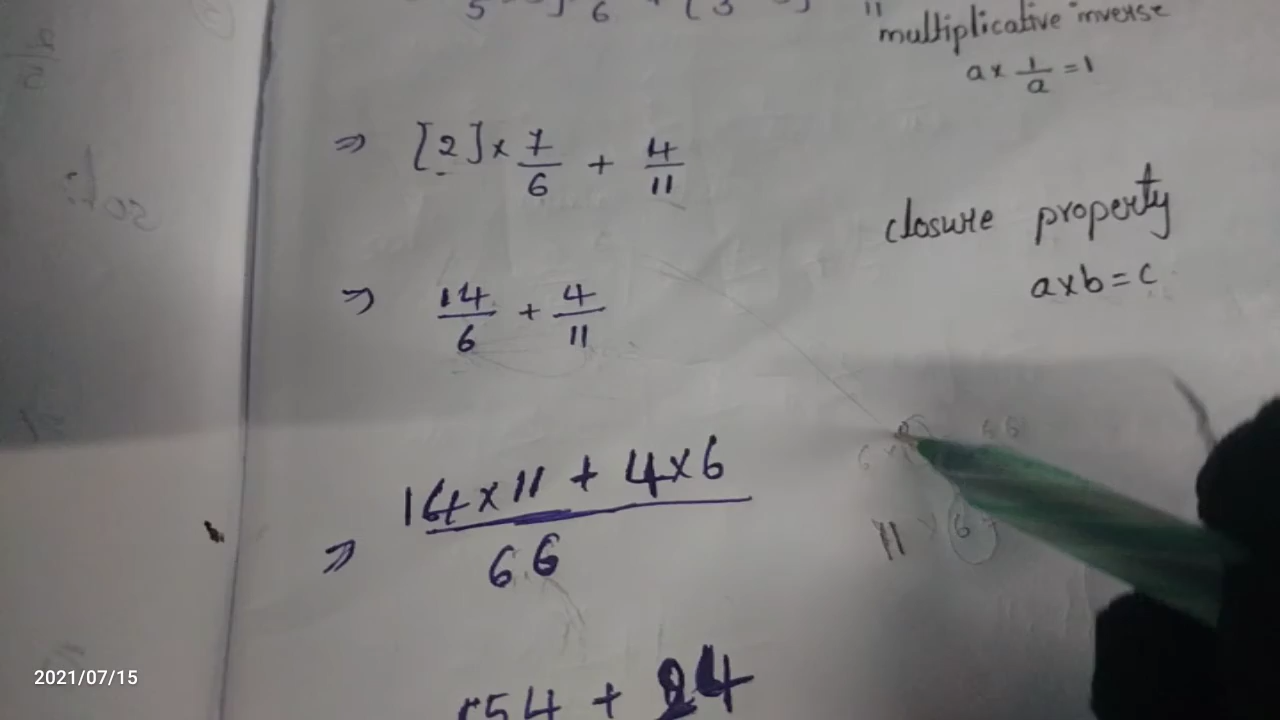 multiplicative inverse
a x 1/a = 1
⇒ [2] x 7/6 + 4/11
closure property
a x b = c
⇒ 14/6 + 4/11
66
⇒ 14 x 11 + 4 x 6 / 66
11 x 6
154 + 24
2021/07/15